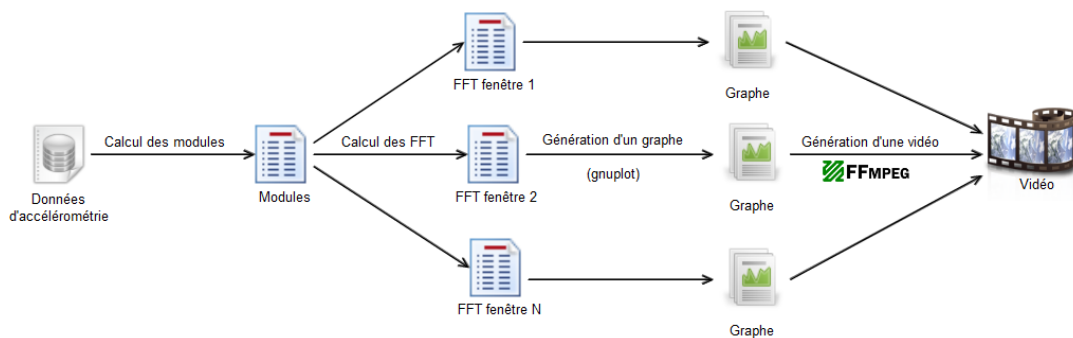 FFT fenêtre 1
Graphe
Calcul des modules
Calcul des FFT
Génération d'un graphe
(gnuplot)
Génération d'une vidéo
FFMPEG
Données
d'accélérométrie
Modules
FFT fenêtre 2
Graphe
Vidéo
FFT fenêtre N
Graphe